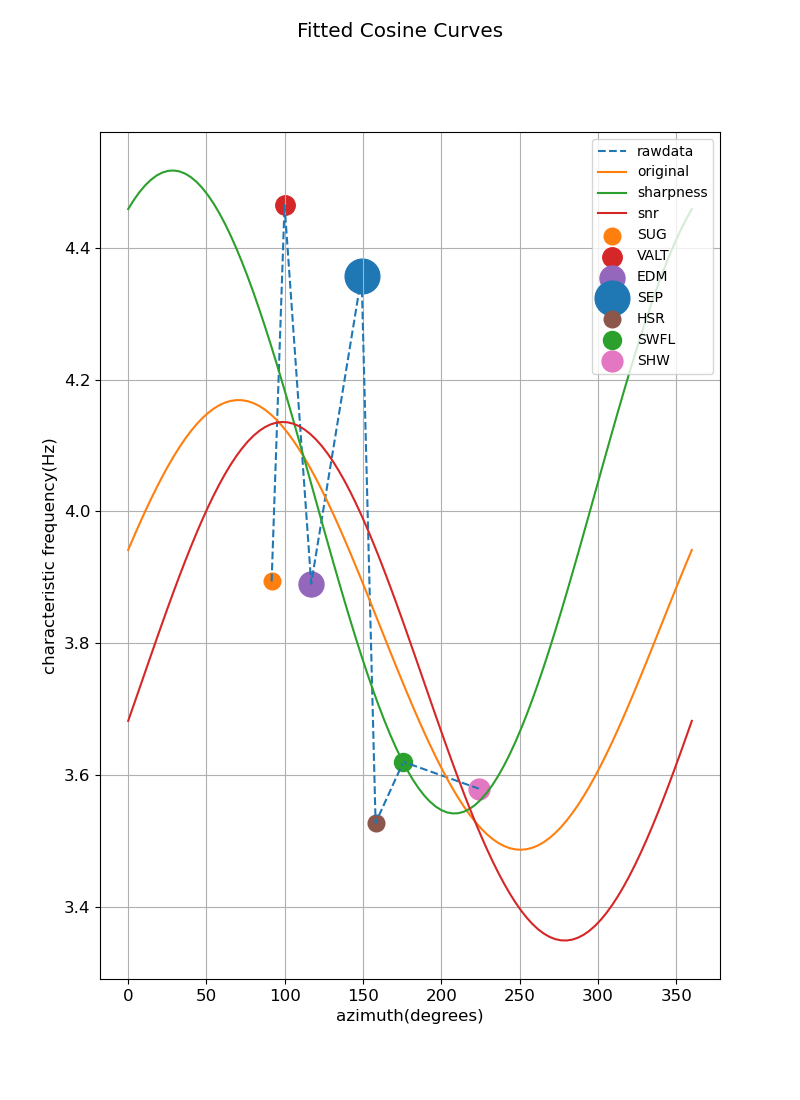 Fitted Cosine Curves
rawdata
original
sharpness
snr
SUG
VALT
EDM
SEP
HSR
SWFL
SHW
characteristic frequency(Hz)
4.4
4.2
4.0
3.8
3.6
3.4
0 50 100 150 200 250 300 350
azimuth(degrees)